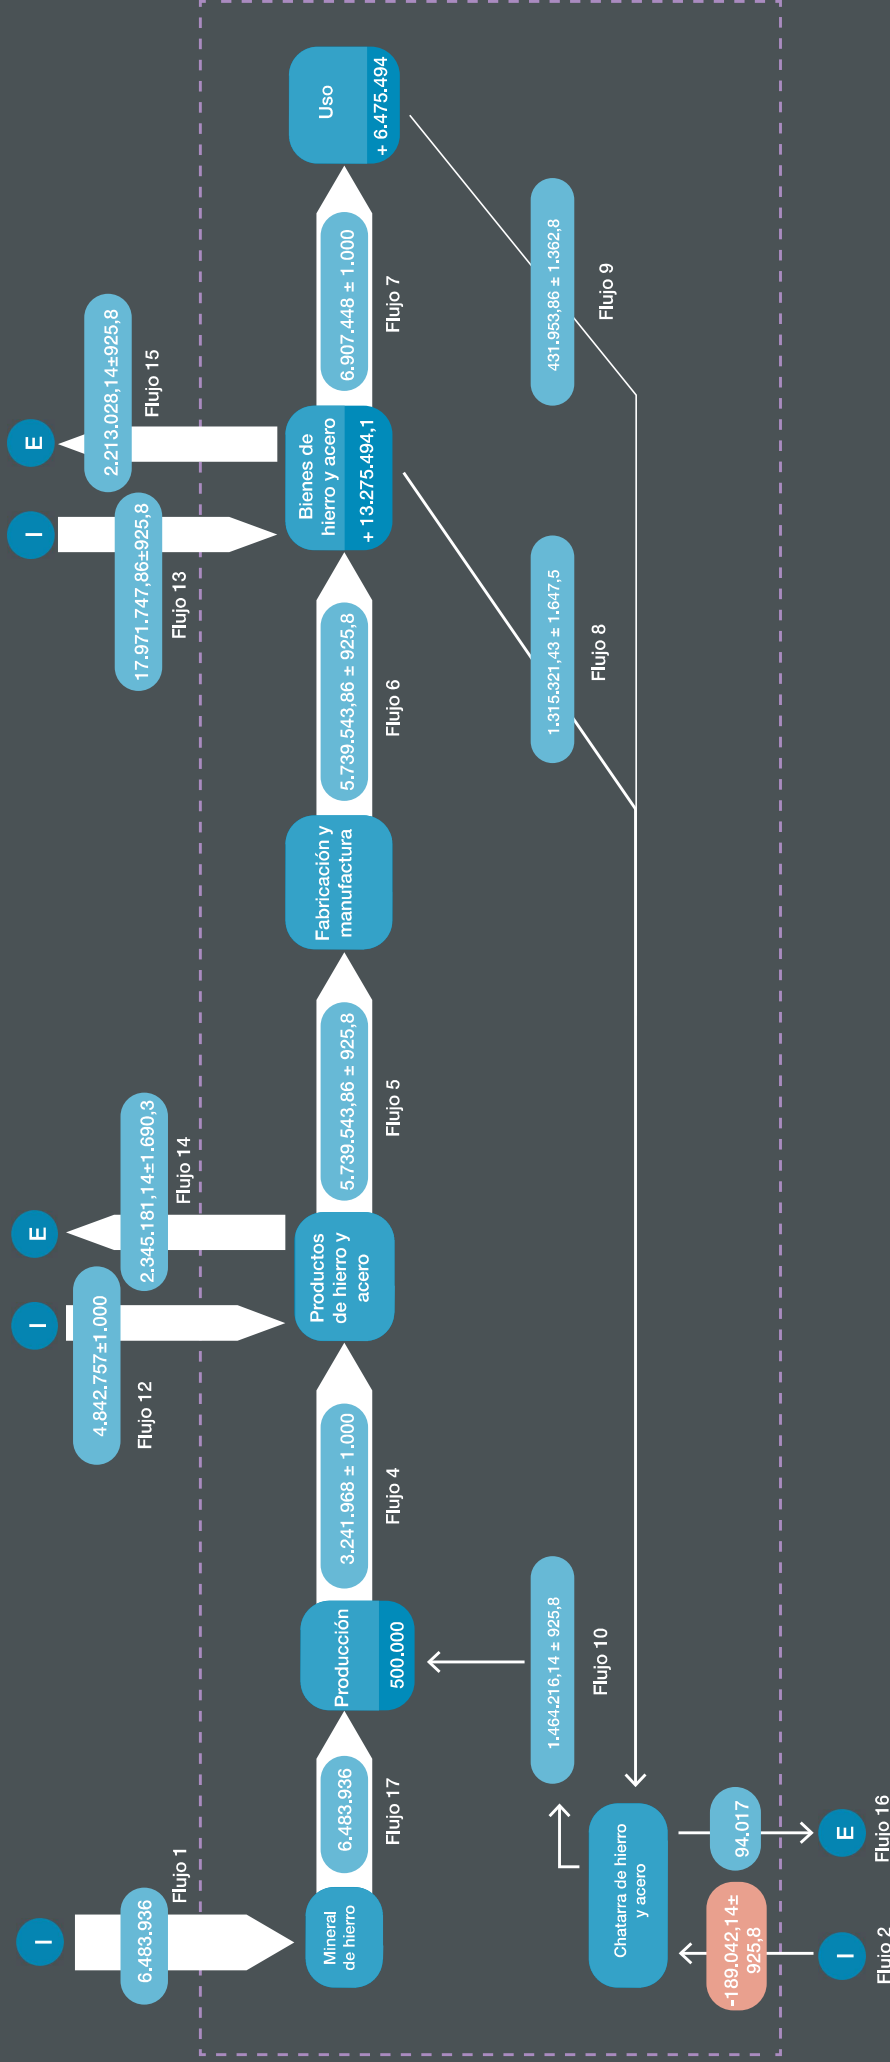 I
6.483.936
Flujo 1
Mineral
de hierro
6.483.936
Flujo 17
Producción
500.000
3.241.968 ± 1.000
Flujo 4
I
4.842.757±1.000
Flujo 12
E
2.345.181,14±1.690,3
Flujo 14
Productos
de hierro y
acero
5.739.543,86 ± 925,8
Flujo 5
Fabricación y
manufactura
5.739.543,86 ± 925,8
Flujo 6
I
17.971.747,86±925,8
Flujo 13
E
2.213.028,14±925,8
Flujo 15
Bienes de
hierro y acero
+ 13.275.494,1
6.907.448 ± 1.000
Flujo 7
Uso
+ 6.475.494
1.464.216,14 ± 925,8
Flujo 10
1.315.321,43 ± 1.647,5
Flujo 8
431.953,86 ± 1.362,8
Flujo 9
Chatarra de hierro
y acero
-189.042,14±
925,8
I
Flujo 2
94.017
E
Flujo 16